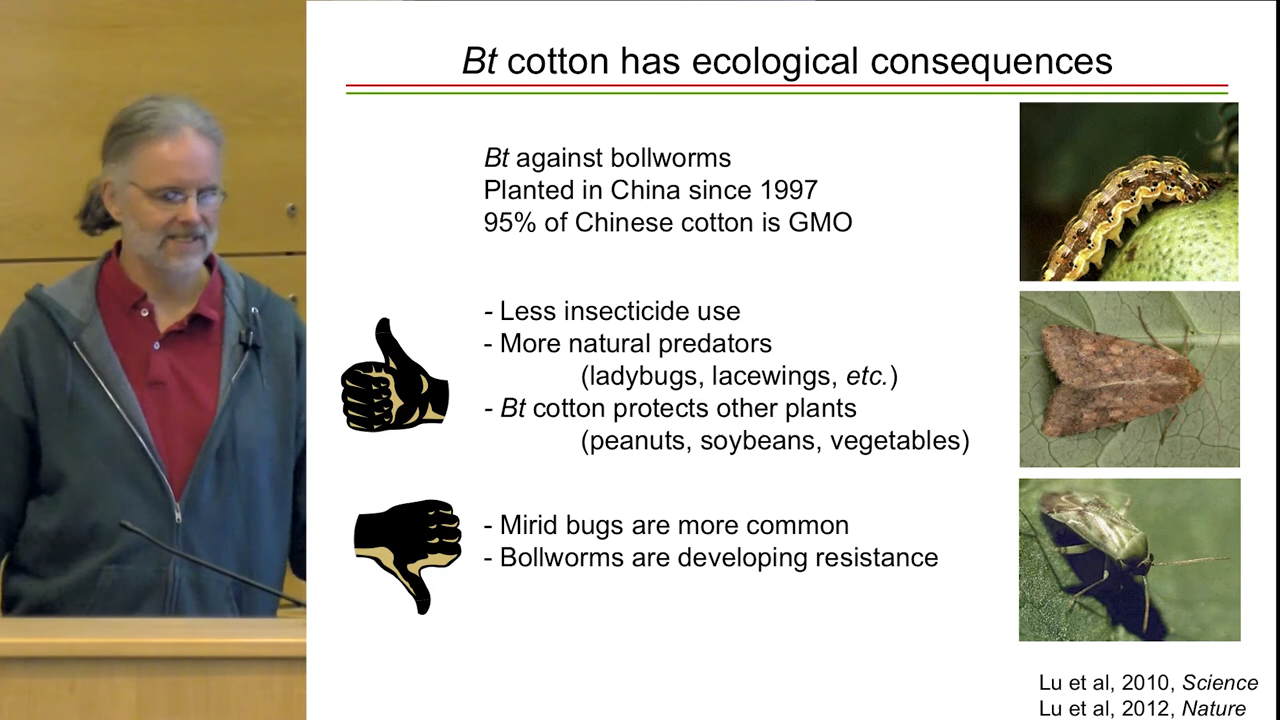 Bt cotton has ecological consequences
Bt against bollworms
Planted in China since 1997
95% of Chinese cotton is GMO
- Less insecticide use
- More natural predators
(ladybugs, lacewings, etc.)
- Bt cotton protects other plants
(peanuts, soybeans, vegetables)
- Mirid bugs are more common
- Bollworms are developing resistance
Lu et al, 2010, Science
Lu et al, 2012, Nature